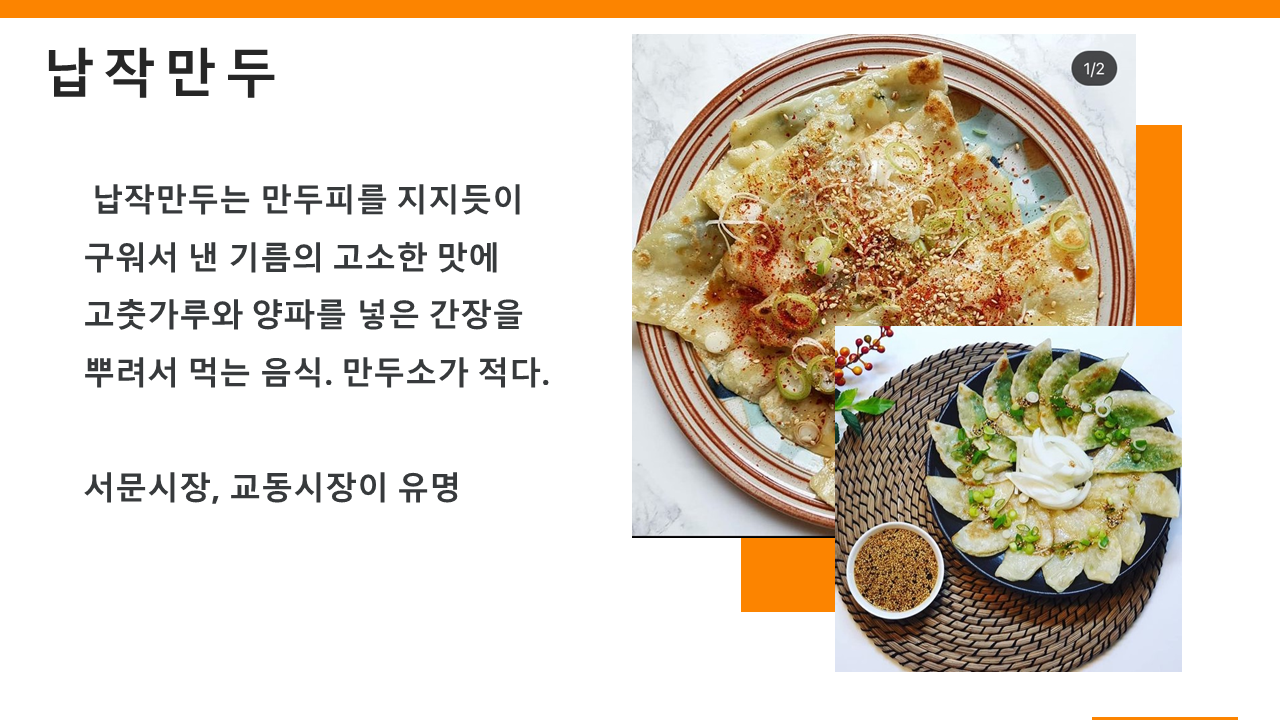 납작만두
납작만두는 만두피를 지지듯이
구워서 낸 기름의 고소한 맛에
고춧가루와 양파를 넣은 간장을
뿌려서 먹는 음식. 만두소가 적다.
서문시장, 교동시장이 유명
1/2